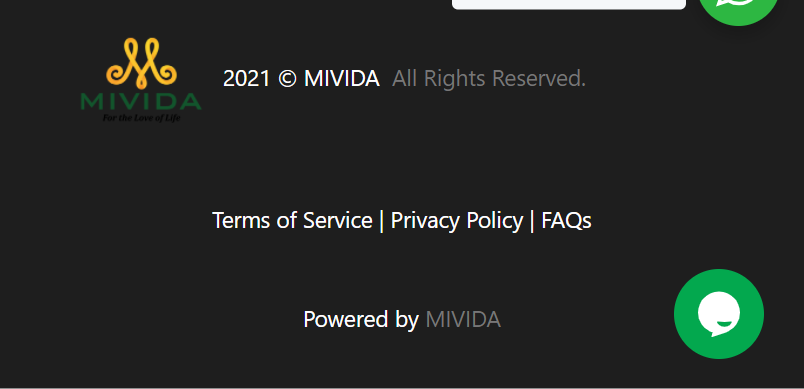 MIVIDA
For the Love of Life
2021 © MIVIDA All Rights Reserved.
Terms of Service | Privacy Policy | FAQs
Powered by MIVIDA